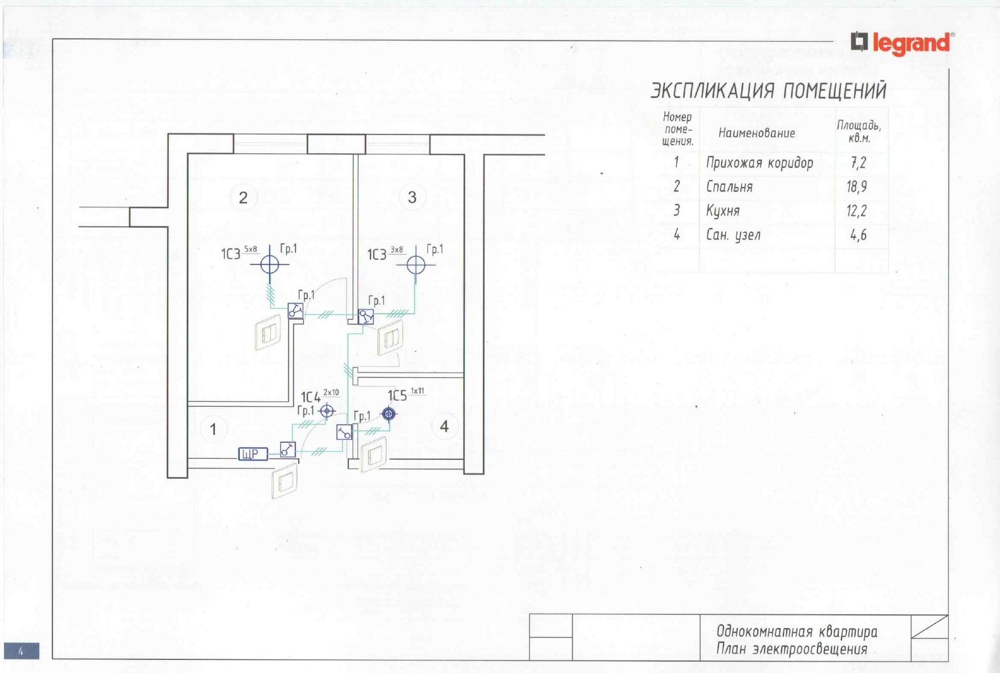 legrand®
ЭКСПЛИКАЦИЯ ПОМЕЩЕНИЙ
Номер
поме-
щения.
Наименование
Площадь,
кв.м.
1 Прихожая коридор 7,2
2 Спальня 18,9
3 Кухня 12,2
4 Сан. узел 4,6
2
3
1С3 5х8 Гр.1
1С3 3х8 Гр.1
Гр.1
Гр.1
1С4 2х10
Гр.1
1С5 1х11
Гр.1
1
4
ЩР
Однокомнатная квартира
План электроосвещения
4